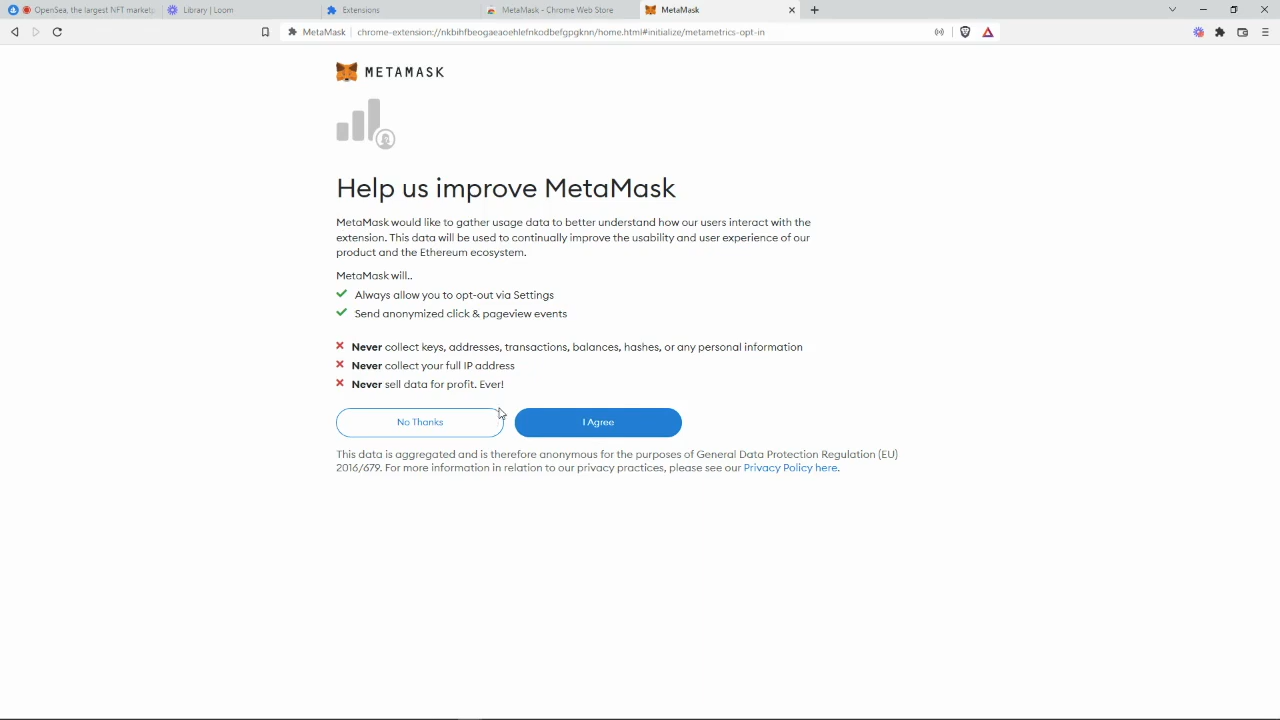 OpenSea, the largest NFT market
Library | Loom
Extensions
MetaMask - Chrome Web Store
MetaMask
MetaMask
chrome-extension://nkbihfbeogaeaoehlefnkodbefgpgknn/home.html#initialize/metametrics-opt-in
METAMASK
Help us improve MetaMask
MetaMask would like to gather usage data to better understand how our users interact with the
extension. This data will be used to continually improve the usability and user experience of our
product and the Ethereum ecosystem.
MetaMask will..
Always allow you to opt-out via Settings
Send anonymized click & pageview events
Never collect keys, addresses, transactions, balances, hashes, or any personal information
Never collect your full IP address
Never sell data for profit. Ever!
No Thanks
I Agree
This data is aggregated and is therefore anonymous for the purposes of General Data Protection Regulation (EU)
2016/679. For more information in relation to our privacy practices, please see our Privacy Policy here.